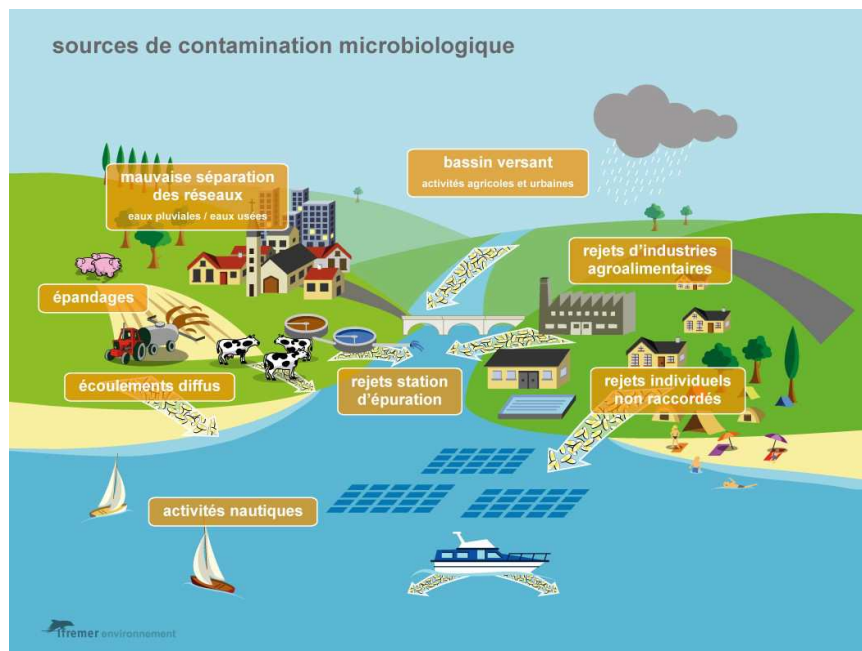 sources de contamination microbiologique
bassin versant
activités agricoles et urbaines
mauvaise séparation
des réseaux
eaux pluviales / eaux usées
rejets d'industries
agroalimentaires
épandages
écoulements diffus
rejets station
d'épuration
rejets individuels
non raccordés
activités nautiques
ifremer environnement